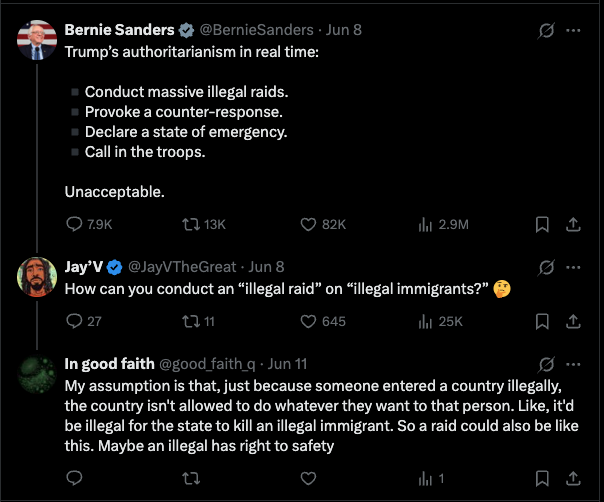 Bernie Sanders @BernieSanders · Jun 8
Trump's authoritarianism in real time:
Conduct massive illegal raids.
Provoke a counter-response.
Declare a state of emergency.
Call in the troops.
Unacceptable.
7.9K 13K 82K 2.9M
Jay'V @JayVTheGreat · Jun 8
How can you conduct an “illegal raid” on “illegal immigrants?” 🤔
27 11 645 25K
In good faith @good_faith_q · Jun 11
My assumption is that, just because someone entered a country illegally,
the country isn't allowed to do whatever they want to that person. Like, it'd
be illegal for the state to kill an illegal immigrant. So a raid could also be like
this. Maybe an illegal has right to safety
1